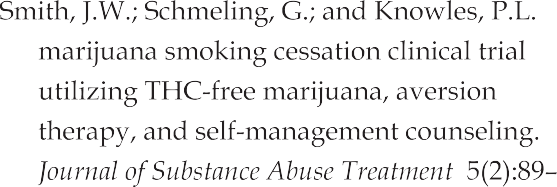 Smith, J.W.; Schmeling, G.; and Knowles, P.L.
marijuana smoking cessation clinical trial
utilizing THC-free marijuana, aversion
therapy, and self-management counseling.
Journal of Substance Abuse Treatment 5(2):89–